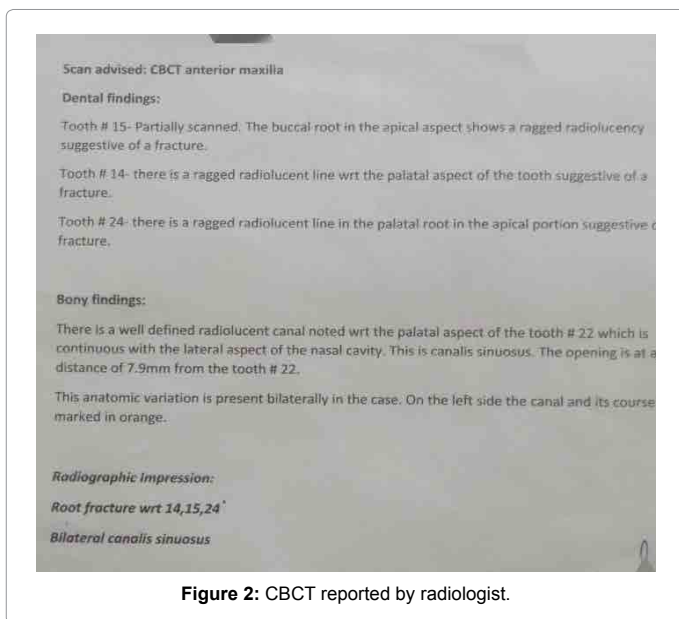 Scan advised: CBCT anterior maxilla
Dental findings:
Tooth # 15- Partially scanned. The buccal root in the apical aspect shows a ragged radiolucency
suggestive of a fracture.
Tooth # 14- there is a ragged radiolucent line wrt the palatal aspect of the tooth suggestive of a
fracture.
Tooth # 24- there is a ragged radiolucent line in the palatal root in the apical portion suggestive
fracture.
Bony findings:
There is a well defined radiolucent canal noted wrt the palatal aspect of the tooth # 22 which is
continuous with the lateral aspect of the nasal cavity. This is canalis sinuosus. The opening is at a
distance of 7.9mm from the tooth # 22.
This anatomic variation is present bilaterally in the case. On the left side the canal and its course
marked in orange.
Radiographic Impression:
Root fracture wrt 14,15,24
Bilateral canalis sinuosus
Figure 2: CBCT reported by radiologist.